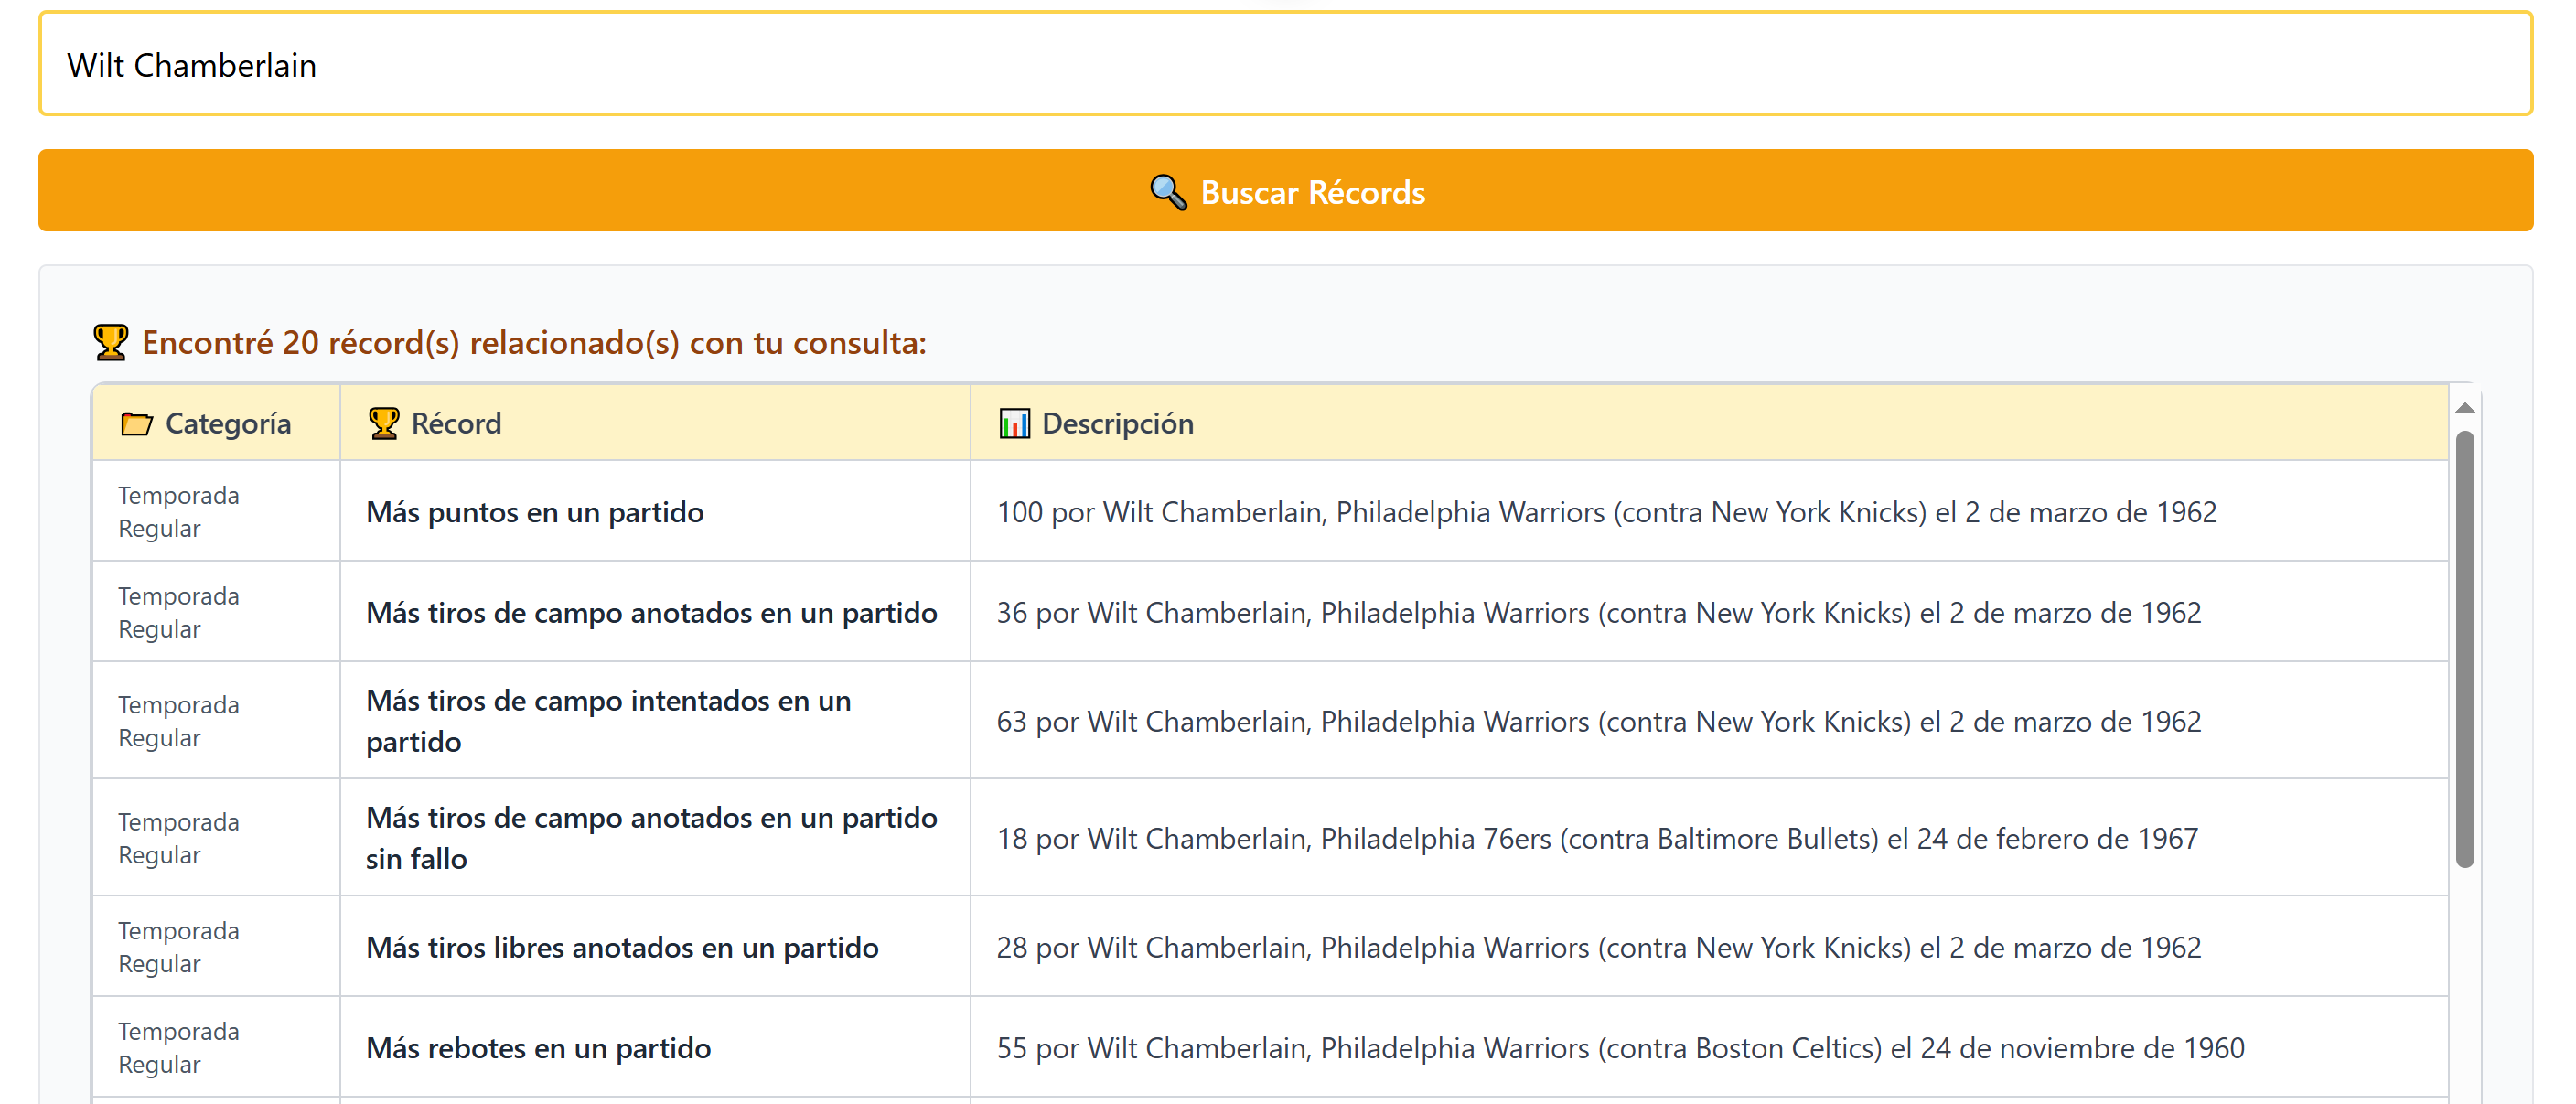 Wilt Chamberlain
🔍 Buscar Récords
🏆 Encontré 20 récord(s) relacionado(s) con tu consulta:
📂 Categoría 🏆 Récord 📊 Descripción
Temporada Regular Más puntos en un partido 100 por Wilt Chamberlain, Philadelphia Warriors (contra New York Knicks) el 2 de marzo de 1962
Temporada Regular Más tiros de campo anotados en un partido 36 por Wilt Chamberlain, Philadelphia Warriors (contra New York Knicks) el 2 de marzo de 1962
Temporada Regular Más tiros de campo intentados en un partido 63 por Wilt Chamberlain, Philadelphia Warriors (contra New York Knicks) el 2 de marzo de 1962
Temporada Regular Más tiros de campo anotados en un partido sin fallo 18 por Wilt Chamberlain, Philadelphia 76ers (contra Baltimore Bullets) el 24 de febrero de 1967
Temporada Regular Más tiros libres anotados en un partido 28 por Wilt Chamberlain, Philadelphia Warriors (contra New York Knicks) el 2 de marzo de 1962
Temporada Regular Más rebotes en un partido 55 por Wilt Chamberlain, Philadelphia Warriors (contra Boston Celtics) el 24 de noviembre de 1960